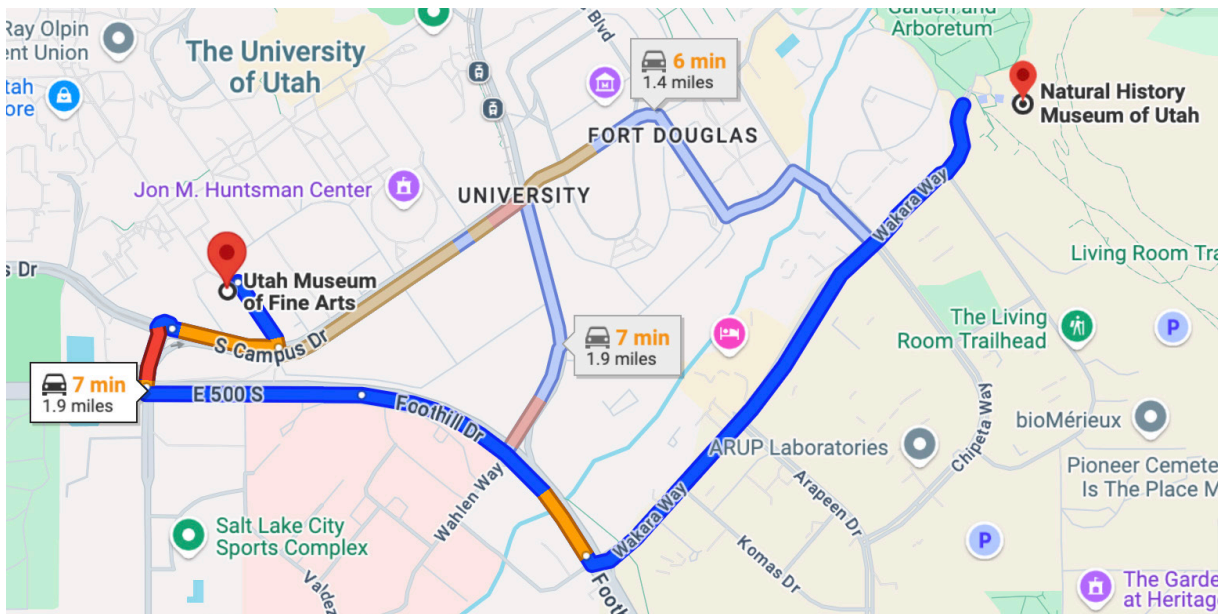 Ray Olpin
ent Union
The University
of Utah
Blvd
Garden and
Arboretum
6 min
1.4 miles
Natural History
Museum of Utah
tah
ore
FORT DOUGLAS
Jon M. Huntsman Center
UNIVERSITY
Wakara Way
s Dr
Utah Museum
of Fine Arts
Living Room Tra
The Living
Room Trailhead
P
S Campus Dr
7 min
1.9 miles
7 min
1.9 miles
E 500 S
Foothill Dr
bioMérieux
ARUP Laboratories
Chipeta Way
Pioneer Cemete
Is The Place M
Wahlen Way
Wakara Way
Arapeen Dr
Salt Lake City
Sports Complex
Komas Dr
P
Valdez
Footh
The Garde
at Heritag